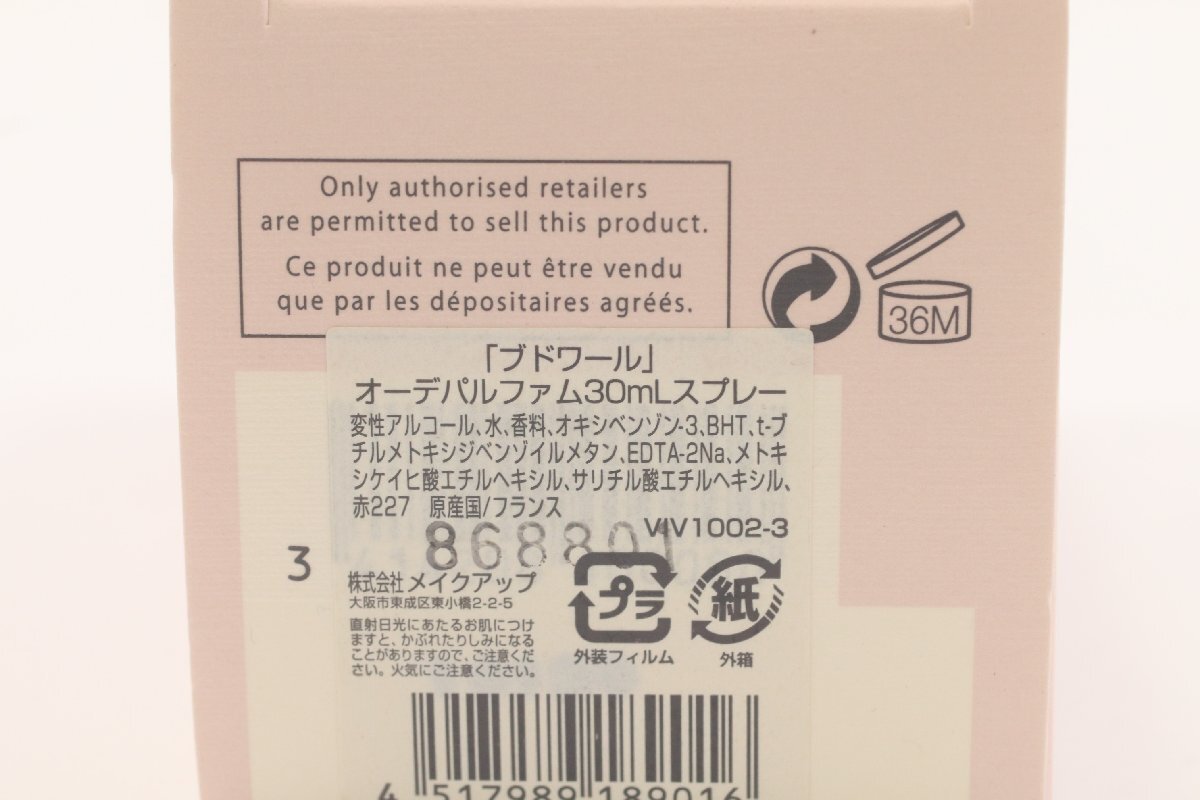 Only authorised retailers
are permitted to sell this product.
Ce produit ne peut être vendu
que par les dépositaires agréés.
36M
「ブドワール」
オーデパルファム30mLスプレー
変性アルコール、水、香料、オキシベンゾン-3、BHT、t-ブ
チルメトキシジベンゾイルメタン、EDTA-2Na、メトキ
シケイヒ酸エチルヘキシル、サリチル酸エチルヘキシル、
赤227 原産国/フランス
VIV1002-3
868801
3
株式会社 メイクアップ
大阪市東成区東小橋2-2-5
直射日光にあたるお肌につけ
ますと、かぶれたりしみになる
ことがありますので、ご注意くだ
さい。火気にご注意ください。
プラ
外装フィルム
紙
外箱
4 517989 189016